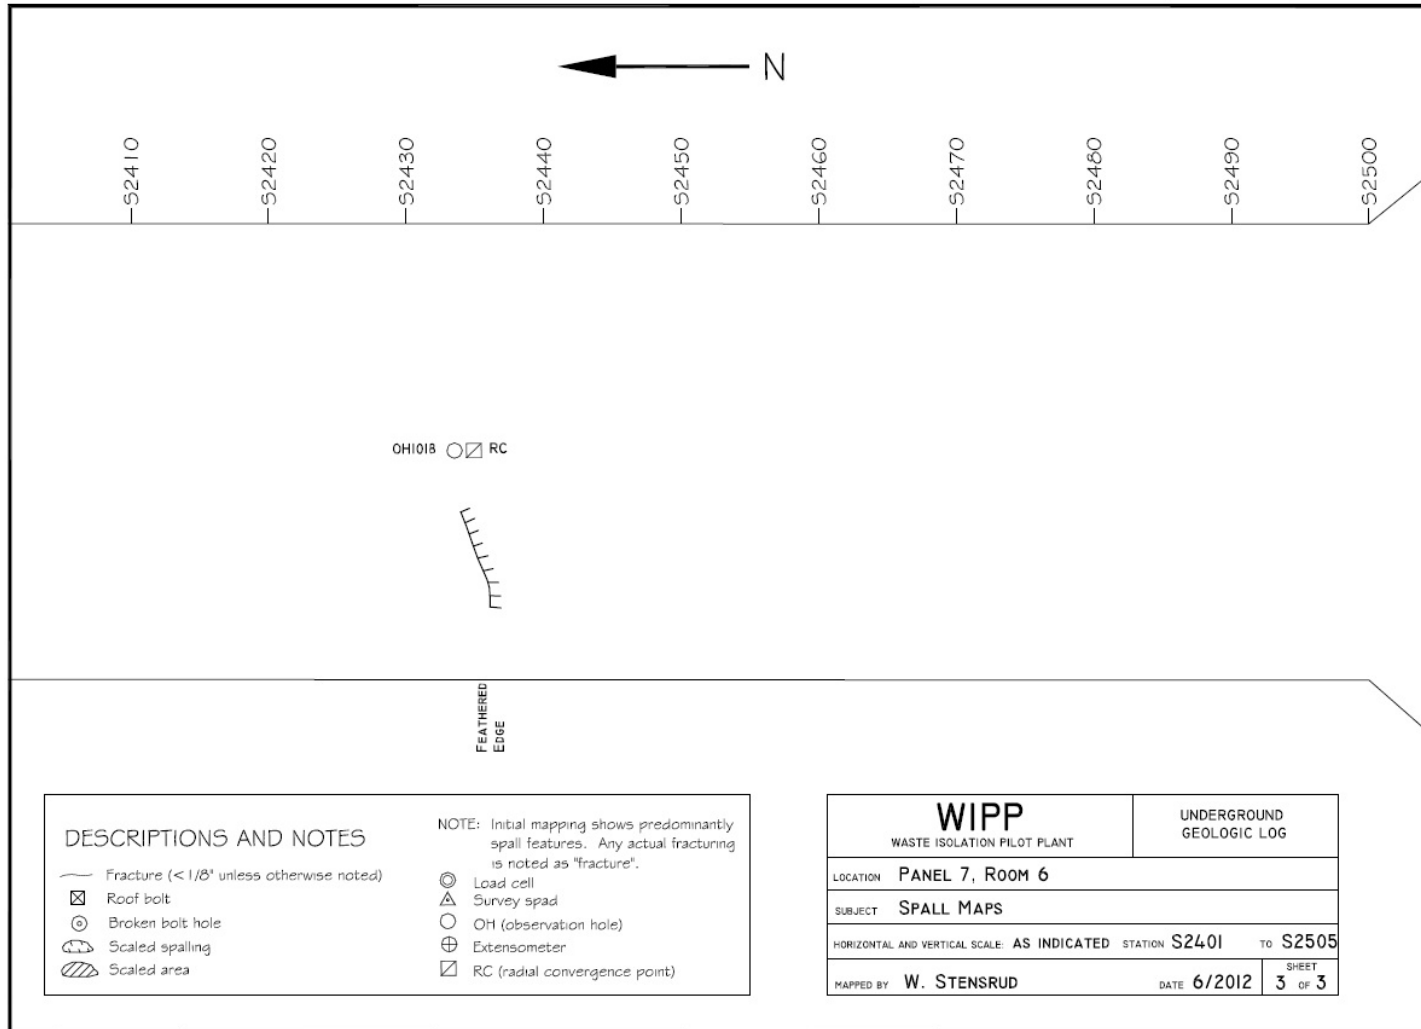 N
S2410
S2420
S2430
S2440
S2450
S2460
S2470
S2480
S2490
S2500
OH1018 RC
FEATHERED
EDGE
DESCRIPTIONS AND NOTES
Fracture (<1/8" unless otherwise noted)
Roof bolt
Broken bolt hole
Scaled spalling
Scaled area
NOTE: Initial mapping shows predominantly
spall features. Any actual fracturing
is noted as "fracture".
Load cell
Survey spad
OH (observation hole)
Extensometer
RC (radial convergence point)
WIPP
WASTE ISOLATION PILOT PLANT
UNDERGROUND
GEOLOGIC LOG
LOCATION PANEL 7, ROOM 6
SUBJECT SPALL MAPS
HORIZONTAL AND VERTICAL SCALE: AS INDICATED STATION S2401 TO S2505
MAPPED BY W. STENSRUD DATE 6/2012
SHEET
3 OF 3